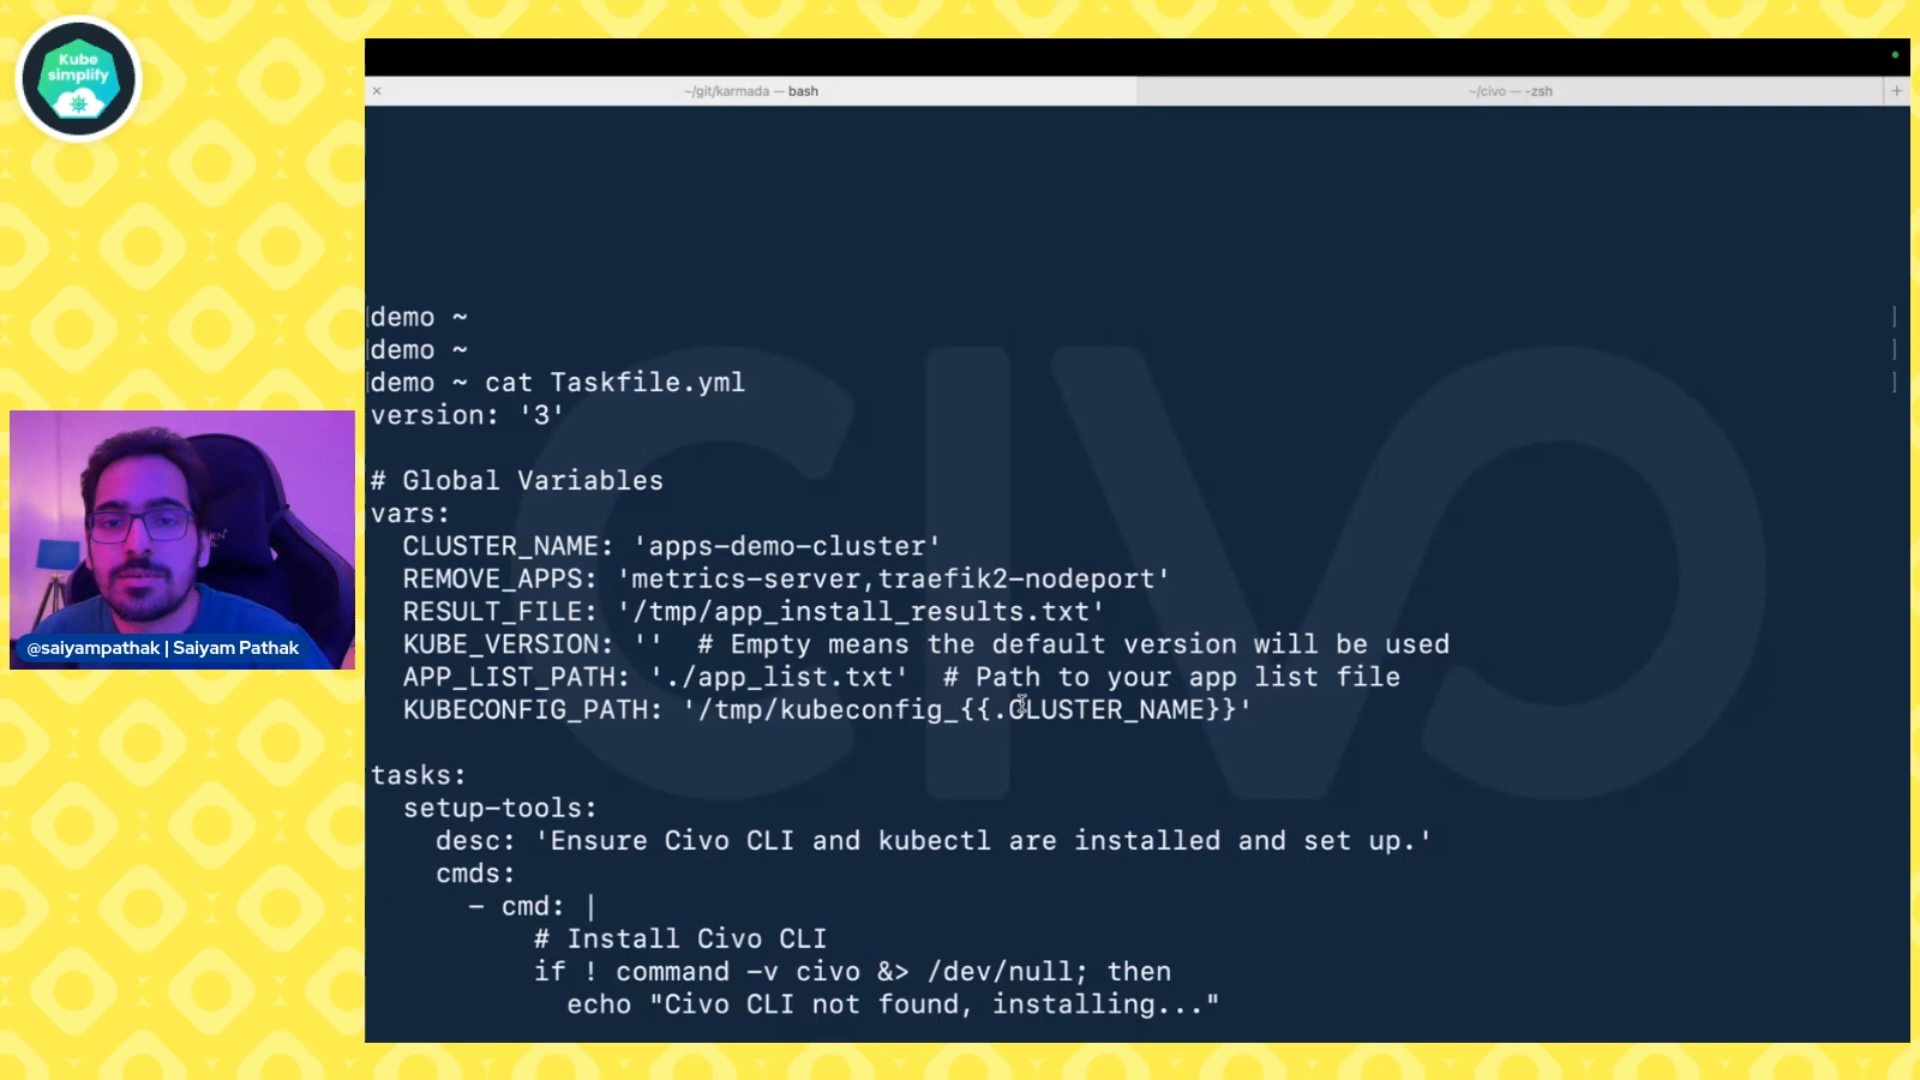 Kube
simplify
~/git/karmada — bash
~/civo — -zsh
demo ~
demo ~
demo ~ cat Taskfile.yml
version: '3'
# Global Variables
vars:
CLUSTER_NAME: 'apps-demo-cluster'
REMOVE_APPS: 'metrics-server,traefik2-nodeport'
RESULT_FILE: '/tmp/app_install_results.txt'
KUBE_VERSION: ''  # Empty means the default version will be used
APP_LIST_PATH: './app_list.txt'  # Path to your app list file
KUBECONFIG_PATH: '/tmp/kubeconfig_{{.CLUSTER_NAME}}'
tasks:
setup-tools:
desc: 'Ensure Civo CLI and kubectl are installed and set up.'
cmds:
- cmd: |
# Install Civo CLI
if ! command -v civo &> /dev/null; then
echo "Civo CLI not found, installing..."
CIVO
@saiyampathak | Saiyam Pathak